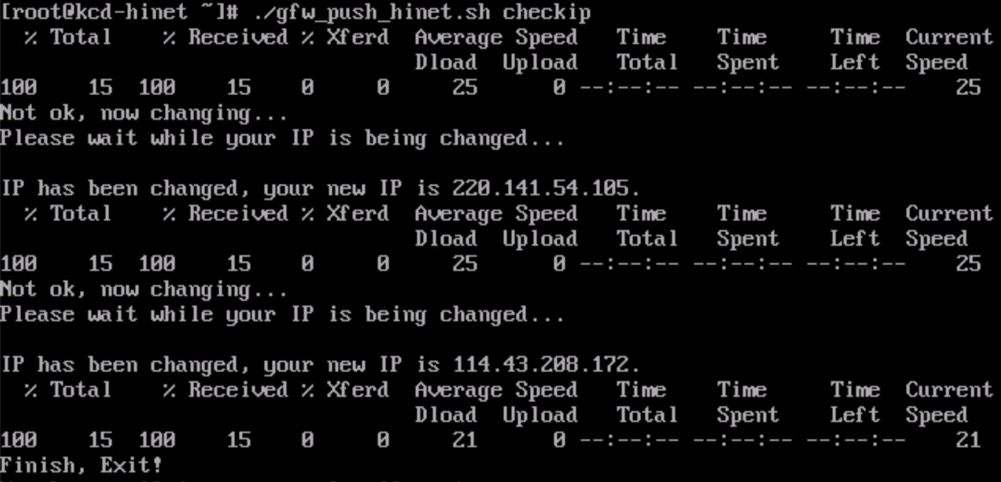 [root@kcd-hinet ~]# ./gfw_push_hinet.sh checkip
% Total % Received % Xferd Average Speed Time Time Time Current
Dload Upload Total Spent Left Speed
100 15 100 15 0 0 25 0 --:--:-- --:--:-- --:--:-- 25
Not ok, now changing...
Please wait while your IP is being changed...
IP has been changed, your new IP is 220.141.54.105.
% Total % Received % Xferd Average Speed Time Time Time Current
Dload Upload Total Spent Left Speed
100 15 100 15 0 0 25 0 --:--:-- --:--:-- --:--:-- 25
Not ok, now changing...
Please wait while your IP is being changed...
IP has been changed, your new IP is 114.43.208.172.
% Total % Received % Xferd Average Speed Time Time Time Current
Dload Upload Total Spent Left Speed
100 15 100 15 0 0 21 0 --:--:-- --:--:-- --:--:-- 21
Finish, Exit!